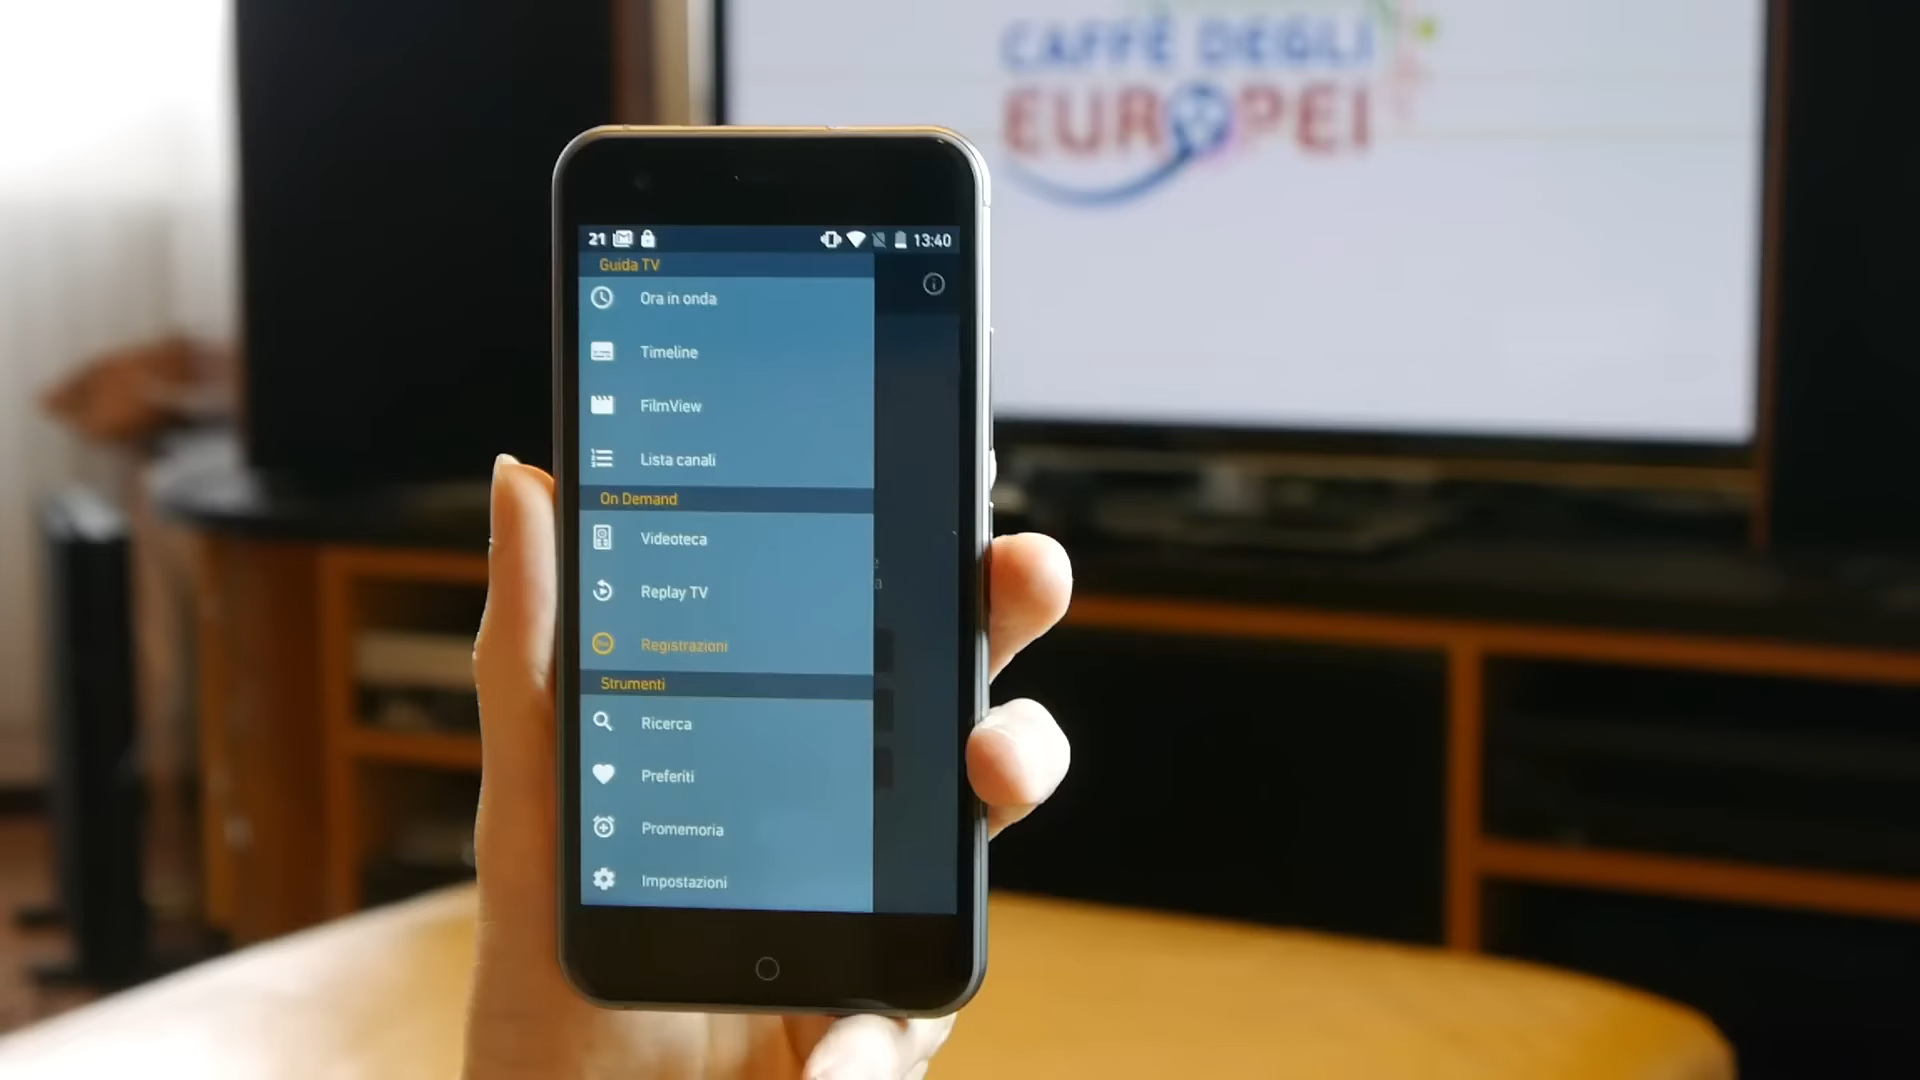 CAFFÈ DEGLI
EUROPEI
21 13:40
Guida TV
Ora in onda
Timeline
FilmView
Lista canali
On Demand
Videoteca
Replay TV
Registrazioni
Strumenti
Ricerca
Preferiti
Promemoria
Impostazioni